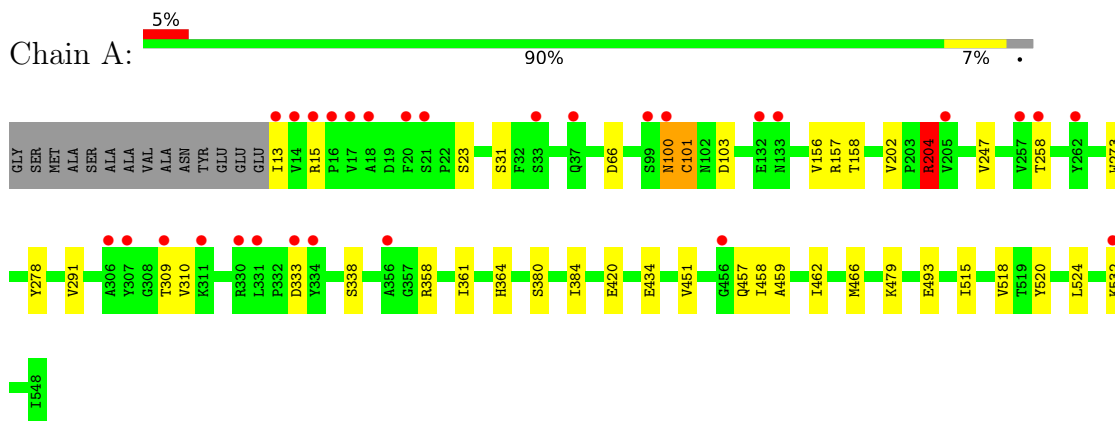 5%
Chain A:
90% 7% •
GLY SER MET ALA SER ALA ALA VAL ALA ASN TYR GLU GLU GLU I13 V14 R15 P16 V17 A18 D19 F20 S21 P22 S23 S31 F32 S33 Q37 D66 S99 N100 C101 N102 D103 E132 N133 V156 R157 T158 V202 P203 R204 V205 V247 V257 T258 Y262 W273
Y278 V291 A306 Y307 G308 T309 V310 K311 R330 L331 P332 D333 Y334 S338 A356 G357 R358 I361 H364 S380 I384 E420 E434 V451 G456 Q457 I458 A459 I462 M466 K479 E493 I515 V518 T519 Y520 L524 K532
I548